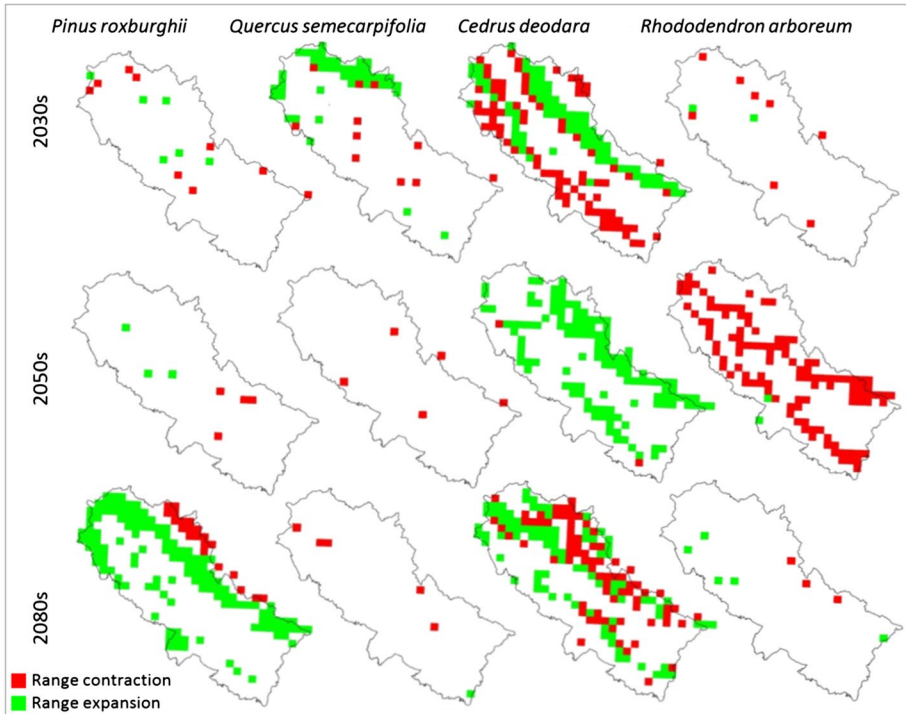 Pinus roxburghii Quercus semecarpifolia Cedrus deodara Rhododendron arboreum
2030s
2050s
2080s
Range contraction
Range expansion